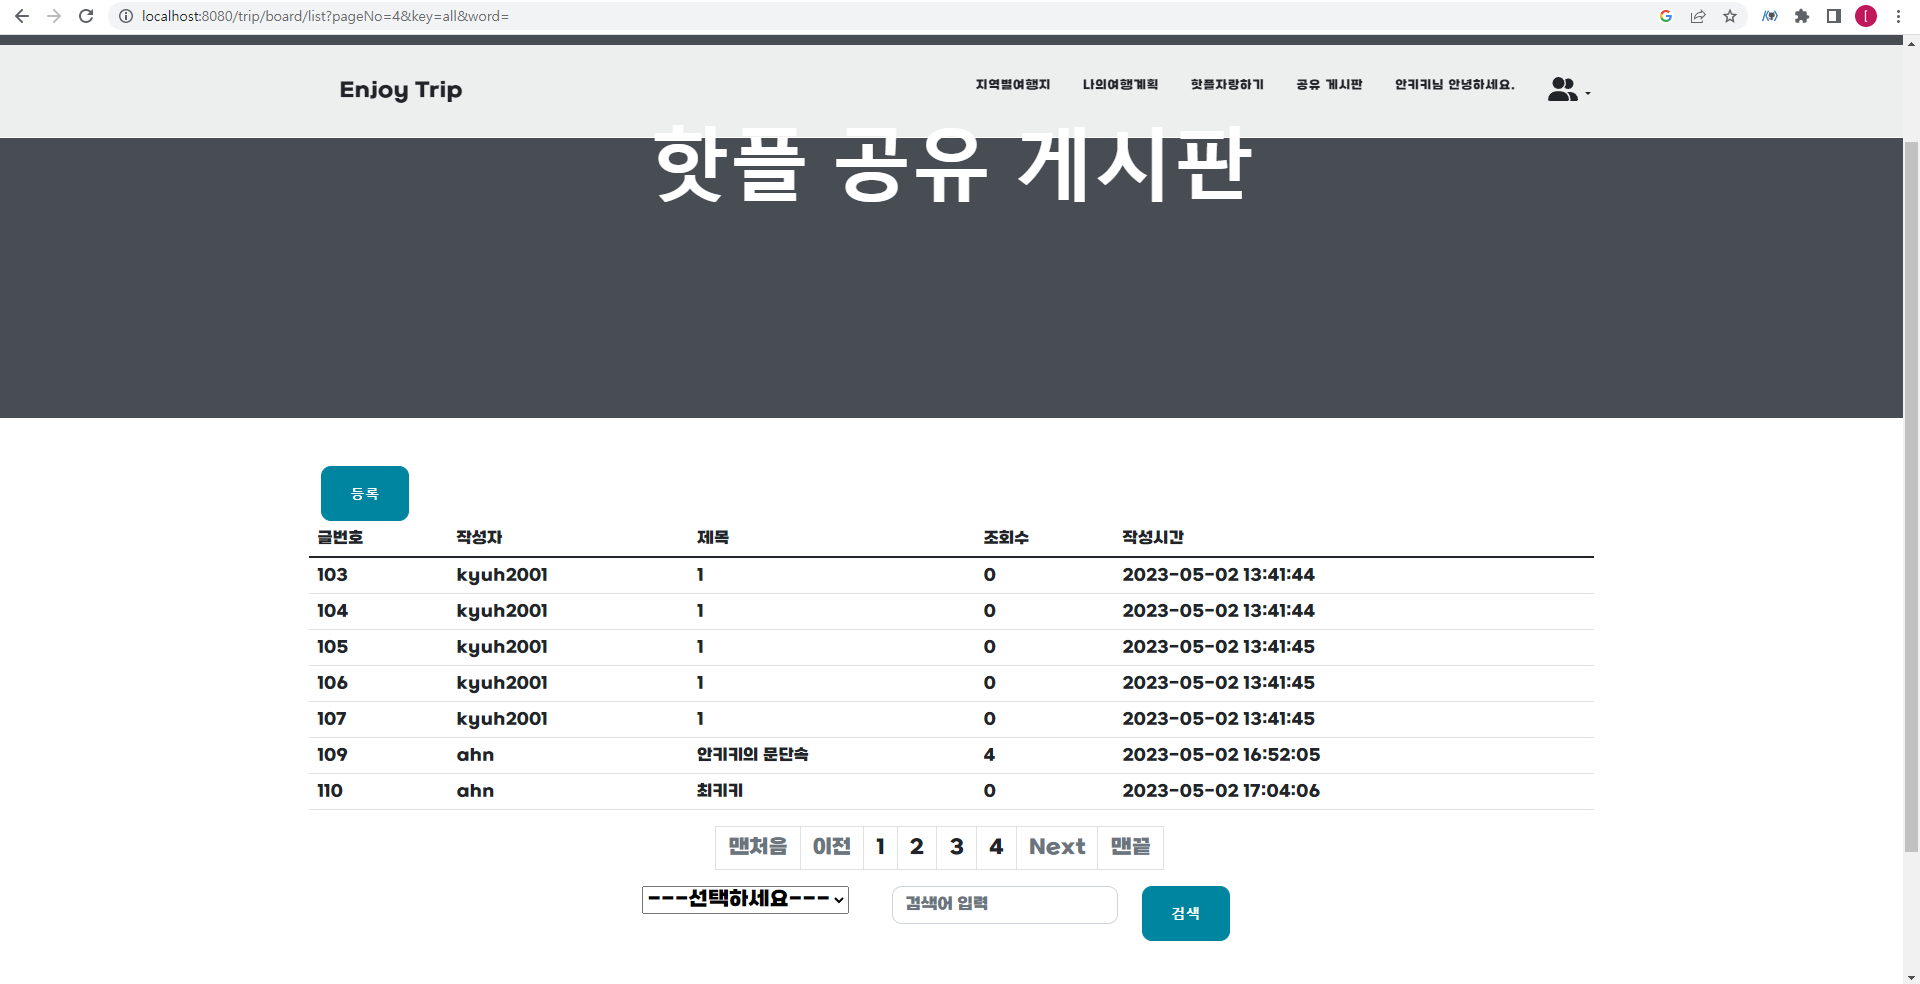 localhost:8080/trip/board/list?pageNo=4&key=all&word=
Enjoy Trip 지역별여행지 나의여행계획 핫플자랑하기 공유 게시판 안키키님 안녕하세요.
핫플 공유 게시판
등록
글번호 작성자 제목 조회수 작성시간
103 kyuh2001 1 0 2023-05-02 13:41:44
104 kyuh2001 1 0 2023-05-02 13:41:44
105 kyuh2001 1 0 2023-05-02 13:41:45
106 kyuh2001 1 0 2023-05-02 13:41:45
107 kyuh2001 1 0 2023-05-02 13:41:45
109 ahn 안키키의 문단속 4 2023-05-02 16:52:05
110 ahn 최키키 0 2023-05-02 17:04:06
맨처음 이전 1 2 3 4 Next 맨끝
---선택하세요--- 검색어 입력 검색